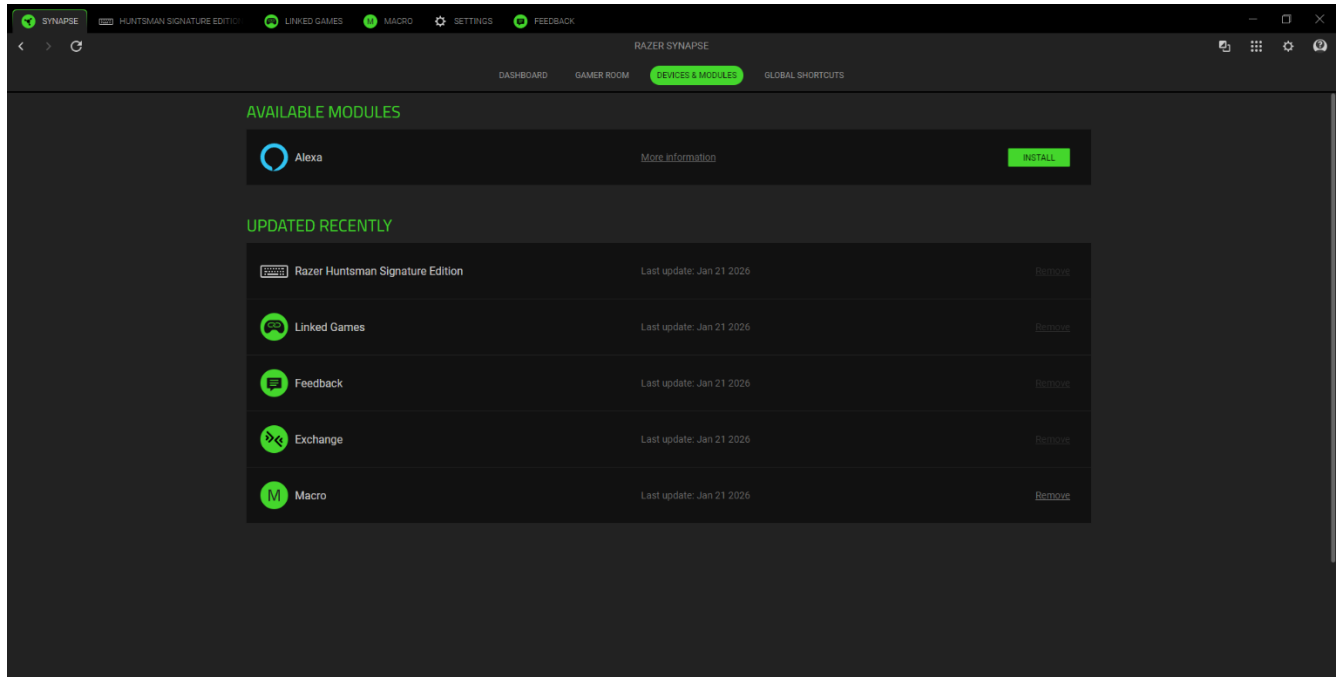 SYNAPSE HUNTSMAN SIGNATURE EDITION LINKED GAMES M MACRO SETTINGS FEEDBACK
RAZER SYNAPSE
DASHBOARD GAMER ROOM DEVICES & MODULES GLOBAL SHORTCUTS
AVAILABLE MODULES
Alexa More information INSTALL
UPDATED RECENTLY
Razer Huntsman Signature Edition Last update: Jan 21 2026 Remove
Linked Games Last update: Jan 21 2026 Remove
Feedback Last update: Jan 21 2026 Remove
Exchange Last update: Jan 21 2026 Remove
M Macro Last update: Jan 21 2026 Remove